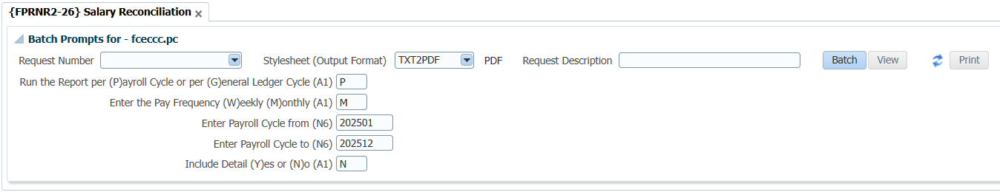 {FPRNR2-26} Salary Reconciliation ×
Batch Prompts for - fceccc.pc
Request Number Stylesheet (Output Format) TXT2PDF PDF Request Description Batch View Print
Run the Report per (P)ayroll Cycle or per (G)eneral Ledger Cycle (A1) P
Enter the Pay Frequency (W)eekly (M)onthly (A1) M
Enter Payroll Cycle from (N6) 202501
Enter Payroll Cycle to (N6) 202512
Include Detail (Y)es or (N)o (A1) N